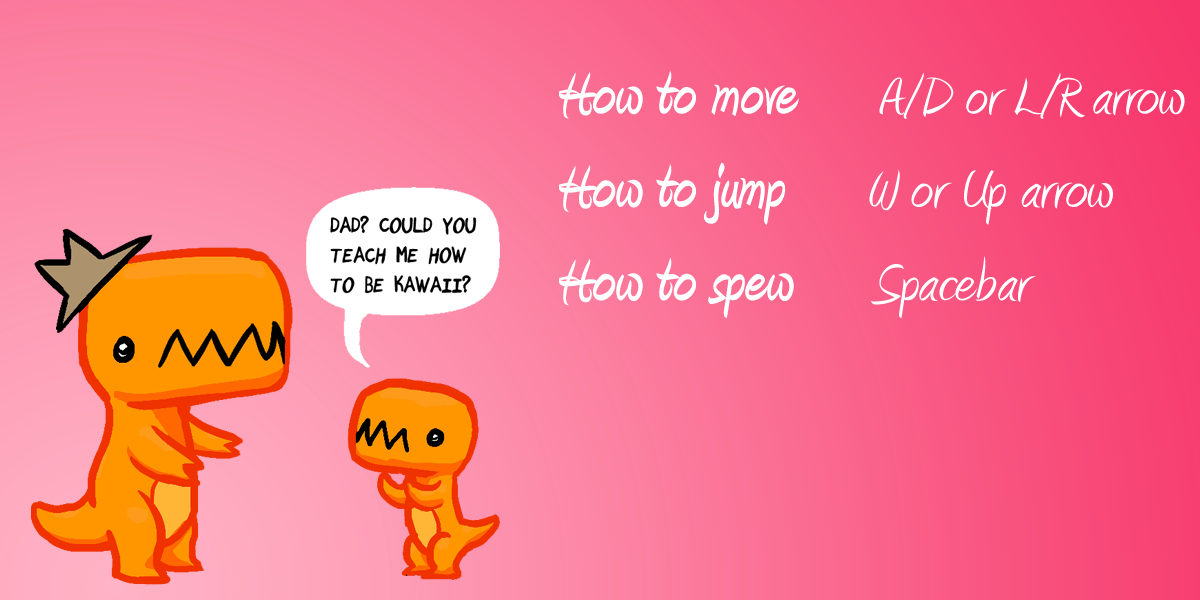 How to move A/D or L/R arrow
How to jump W or Up arrow
How to spew Spacebar
DAD? COULD YOU
TEACH ME HOW
TO BE KAWAII?